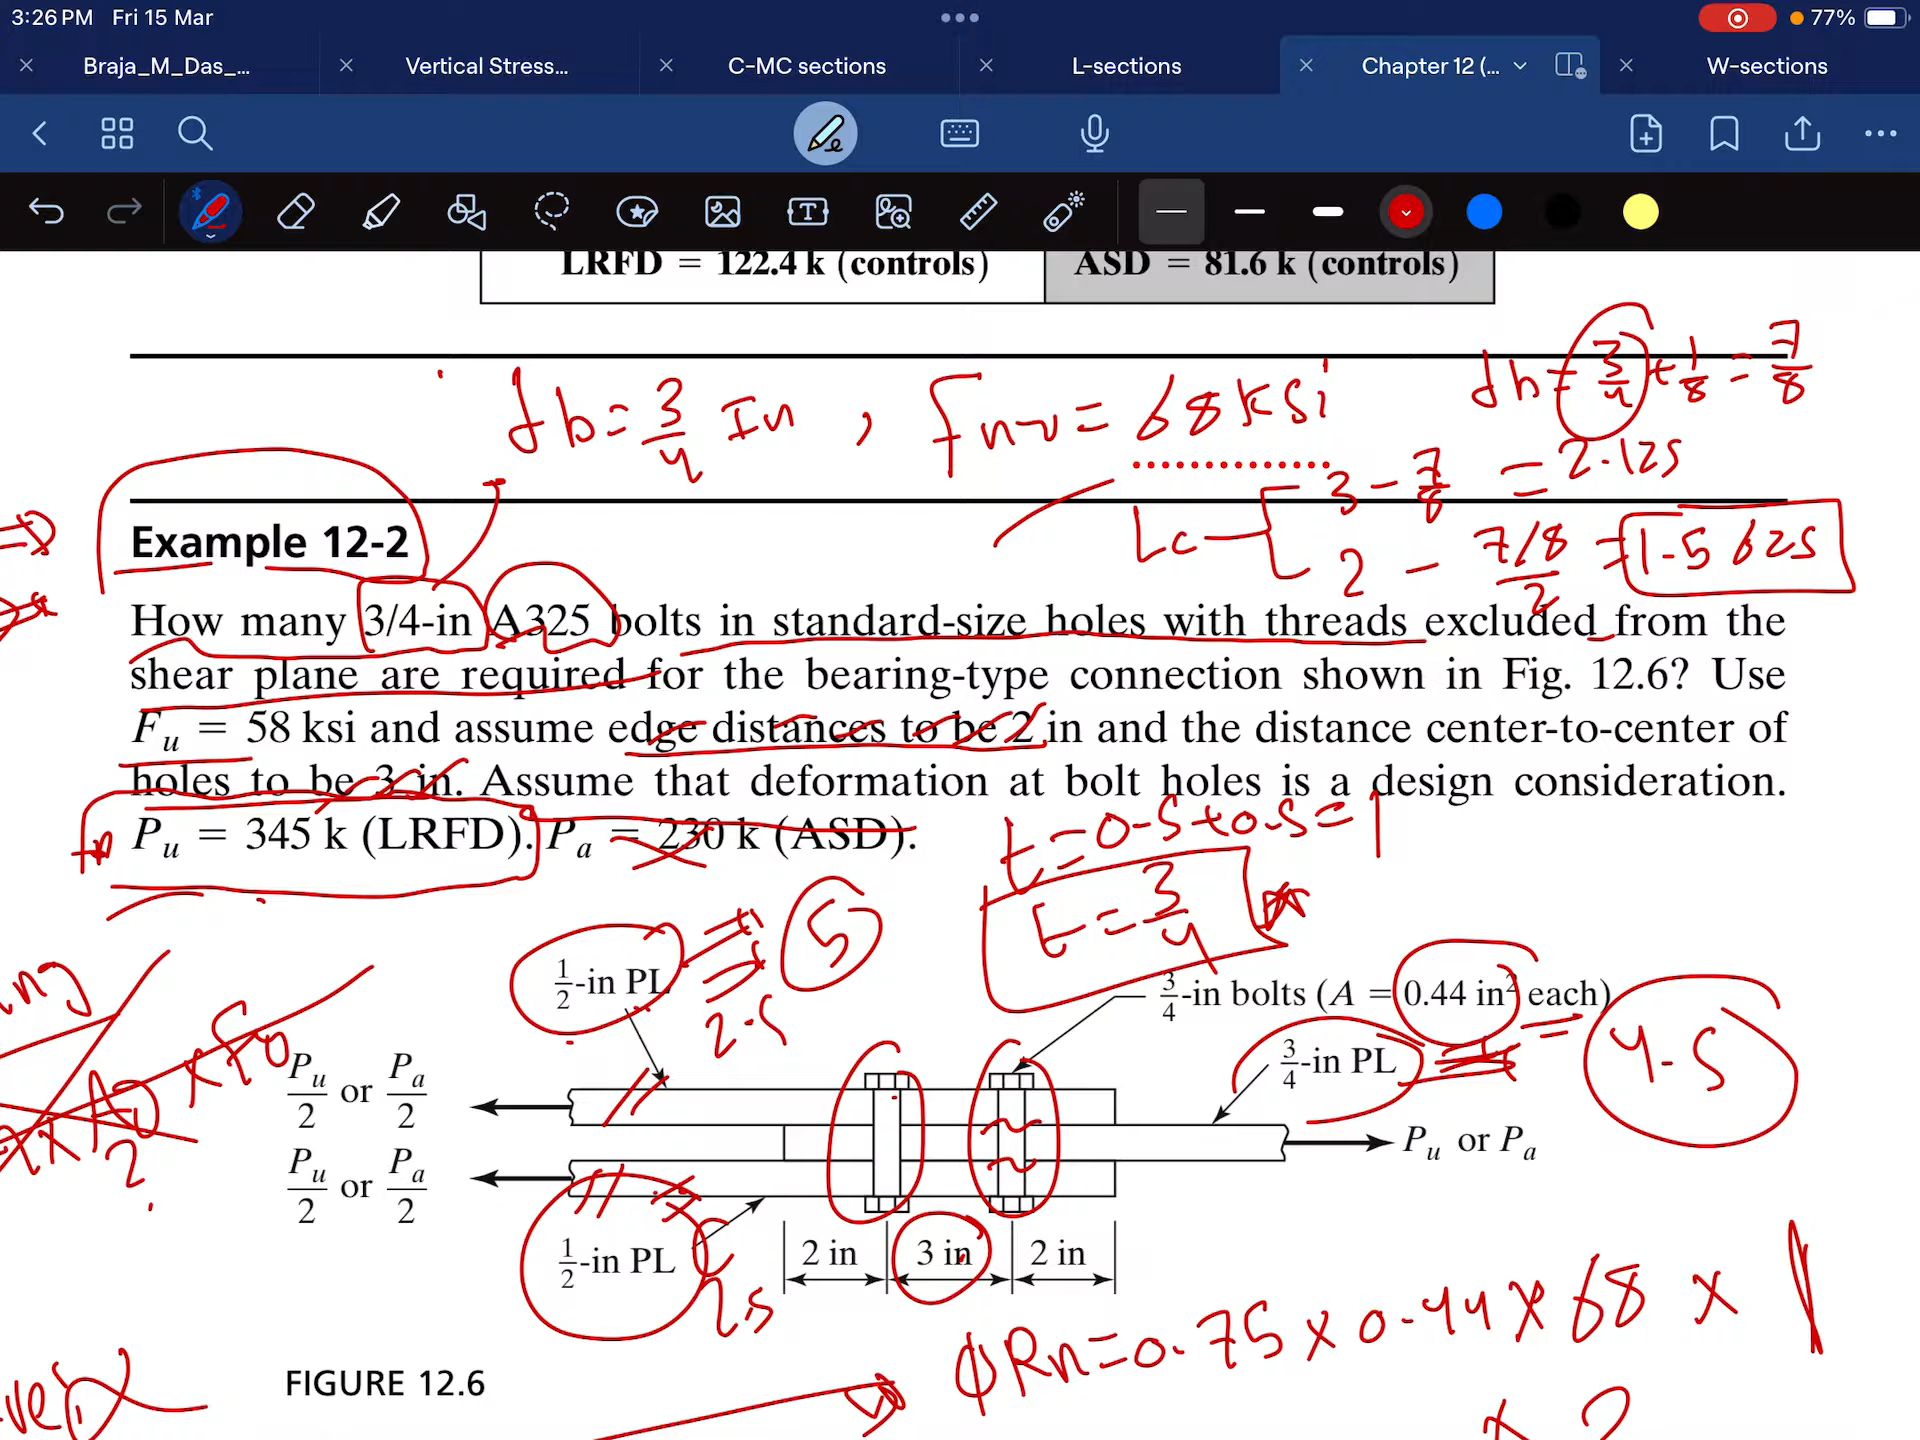 3:26 PM Fri 15 Mar
77%
Braja_M_Das_...
Vertical Stress...
C-MC sections
L-sections
Chapter 12 (...
W-sections
LRFD = 122.4 k (controls)
ASD = 81.6 k (controls)
db = 3/4 In , Fnv = 68 ksi
dh = 3/4 + 1/8 = 7/8
Lc
3 - 7/8 = 2.125
2 - 7/8/2 = 1.5625
Example 12-2
How many 3/4-in A325 bolts in standard-size holes with threads excluded from the
shear plane are required for the bearing-type connection shown in Fig. 12.6? Use
Fu = 58 ksi and assume edge distances to be 2 in and the distance center-to-center of
holes to be 3 in. Assume that deformation at bolt holes is a design consideration.
Pu = 345 k (LRFD). Pa = 230 k (ASD).
t = 0.5 + 0.5 = 1
t = 3/4
5
2.5
1/2-in PL
3/4-in bolts (A = 0.44 in² each)
4.5
3/4-in PL
Pu/2 or Pa/2
Pu or Pa
Pu/2 or Pa/2
1/2-in PL
2.5
2 in
3 in
2 in
ϕRn = 0.75 x 0.44 x 68 x
FIGURE 12.6